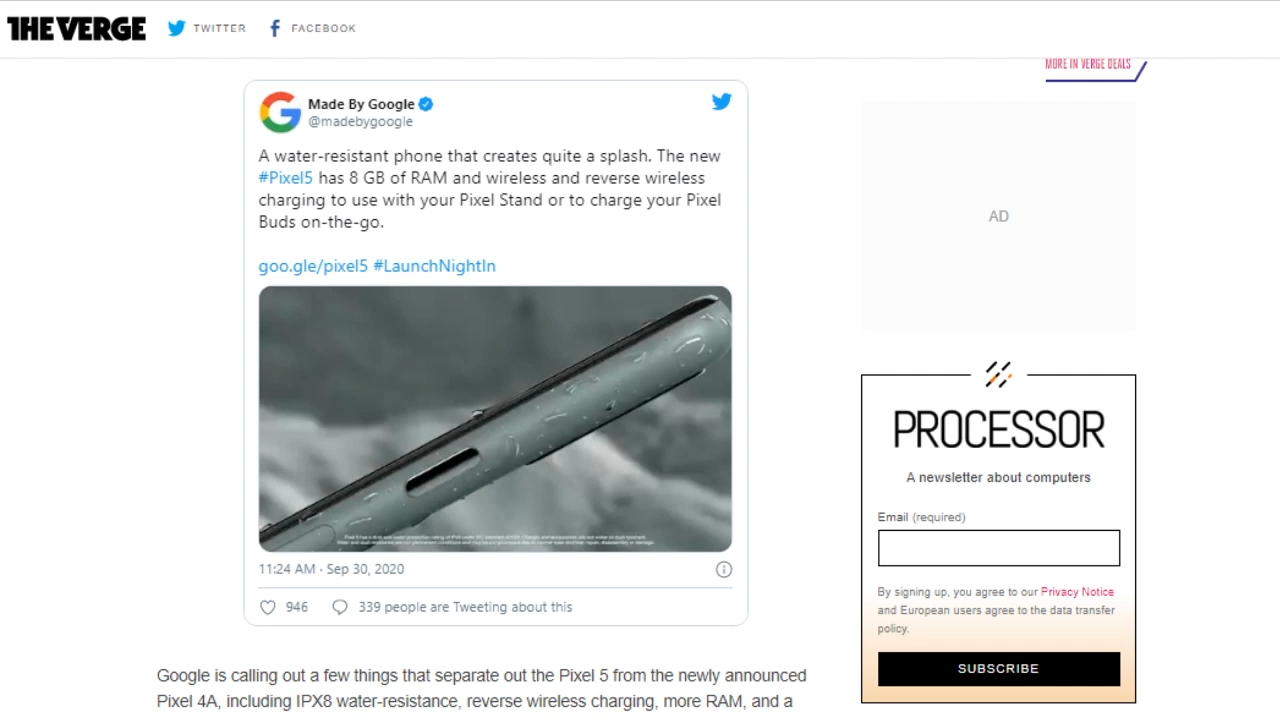 THE VERGE
TWITTER
FACEBOOK
MORE IN VERGE DEALS
Made By Google
@madebygoogle
A water-resistant phone that creates quite a splash. The new
#Pixel5 has 8 GB of RAM and wireless and reverse wireless
charging to use with your Pixel Stand or to charge your Pixel
Buds on-the-go.
goo.gle/pixel5 #LaunchNightIn
11:24 AM · Sep 30, 2020
946
339 people are Tweeting about this
Google is calling out a few things that separate out the Pixel 5 from the newly announced
Pixel 4A, including IPX8 water-resistance, reverse wireless charging, more RAM, and a
AD
PROCESSOR
A newsletter about computers
Email (required)
By signing up, you agree to our Privacy Notice
and European users agree to the data transfer
policy.
SUBSCRIBE